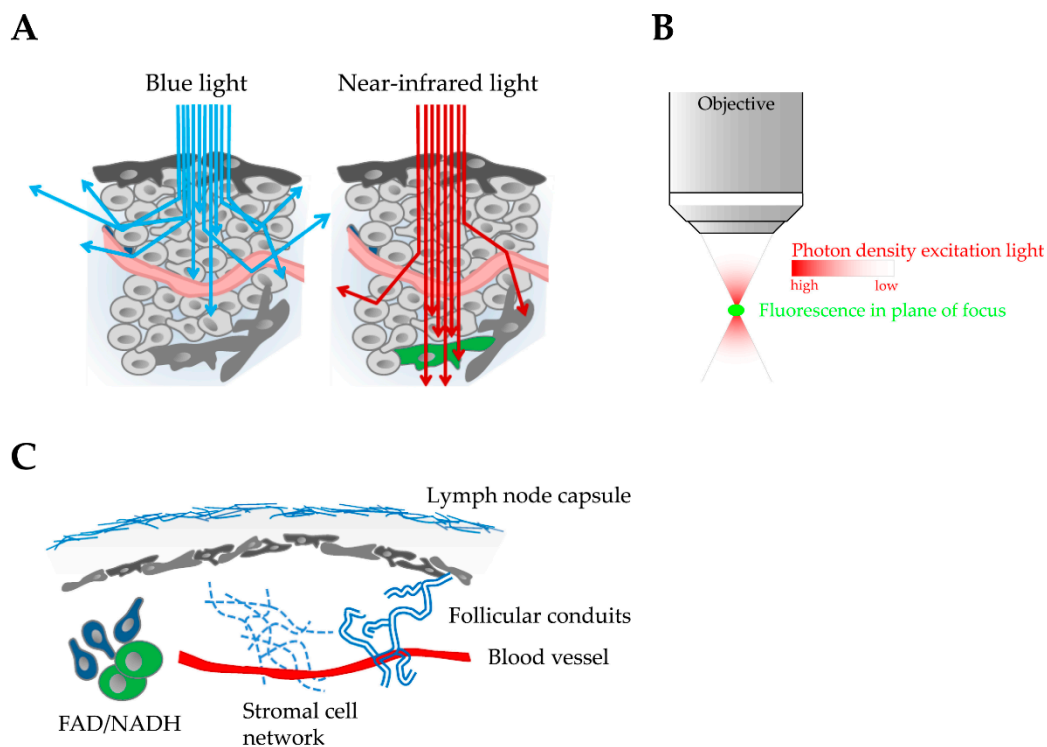 A
Blue light
Near-infrared light
B
Objective
Photon density excitation light
high
low
Fluorescence in plane of focus
C
Lymph node capsule
Follicular conduits
Blood vessel
FAD/NADH
Stromal cell
network